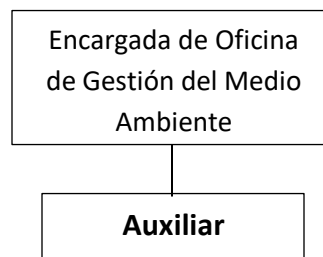 Encargada de Oficina
de Gestión del Medio
Ambiente
Auxiliar